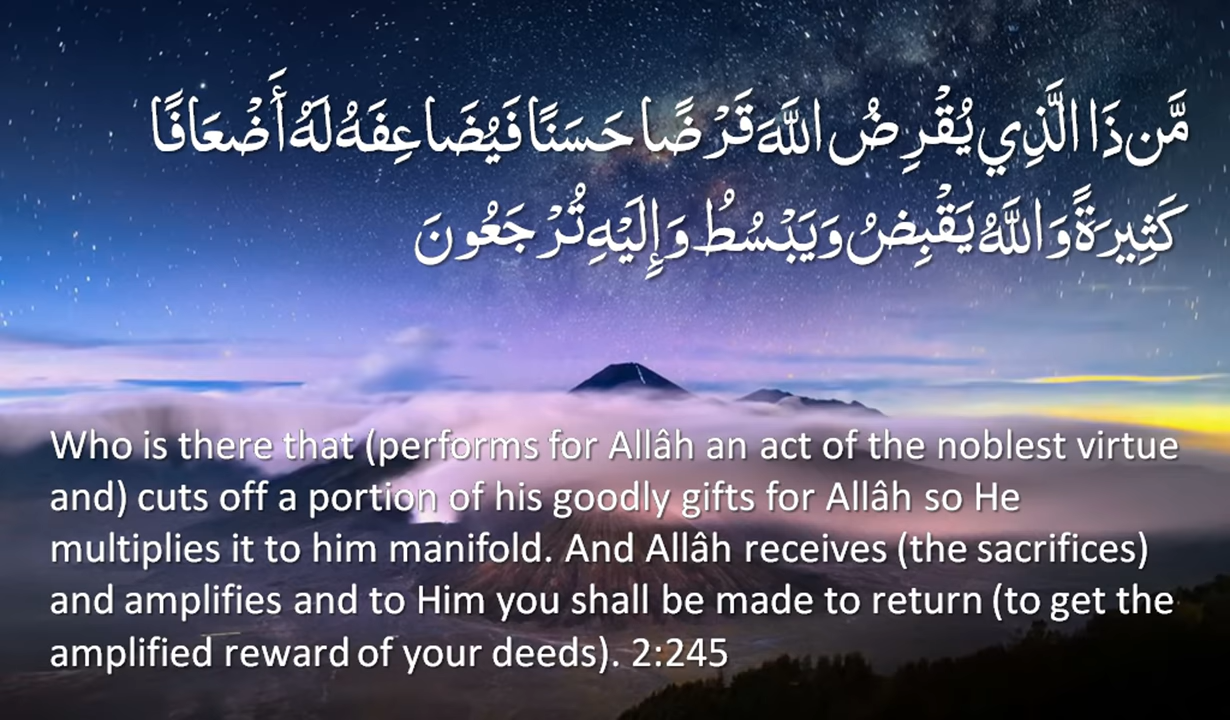 مَّن ذَا الَّذِي يُقْرِضُ اللَّهَ قَرْضًا حَسَنًا فَيُضَاعِفَهُ لَهُ أَضْعَافًا
كَثِيرَةً وَاللَّهُ يَقْبِضُ وَيَبْسُطُ وَإِلَيْهِ تُرْجَعُونَ
Who is there that (performs for Allâh an act of the noblest virtue
and) cuts off a portion of his goodly gifts for Allâh so He
multiplies it to him manifold. And Allâh receives (the sacrifices)
and amplifies and to Him you shall be made to return (to get the
amplified reward of your deeds). 2:245